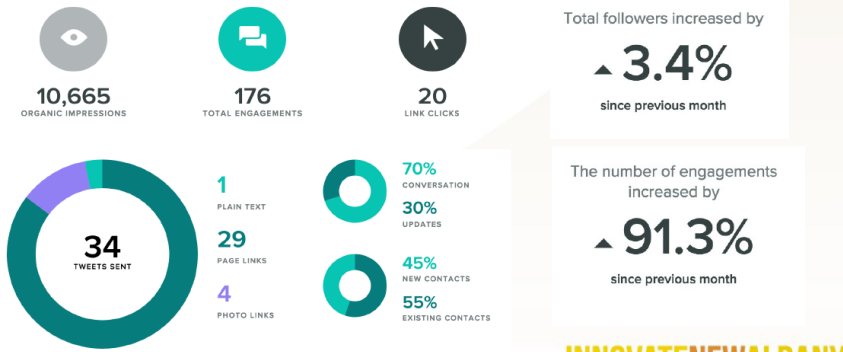 10,665
ORGANIC IMPRESSIONS
176
TOTAL ENGAGEMENTS
20
LINK CLICKS
Total followers increased by
3.4%
since previous month
34
TWEETS SENT
1
PLAIN TEXT
29
PAGE LINKS
4
PHOTO LINKS
70%
CONVERSATION
30%
UPDATES
45%
NEW CONTACTS
55%
EXISTING CONTACTS
The number of engagements
increased by
91.3%
since previous month
INNOVATENEWALBANY